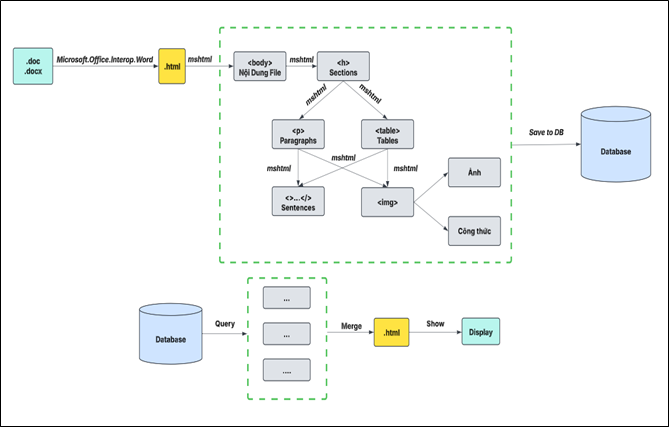 .doc
.docx
Microsoft.Office.Interop.Word
.html
mshtml
<body>
Nội Dung File
mshtml
<h>
Sections
mshtml
mshtml
<p>
Paragraphs
<table>
Tables
mshtml
mshtml
mshtml
<>...</>
Sentences
<img>
Ảnh
Công thức
Save to DB
Database
Database
Query
...
...
....
Merge
.html
Show
Display